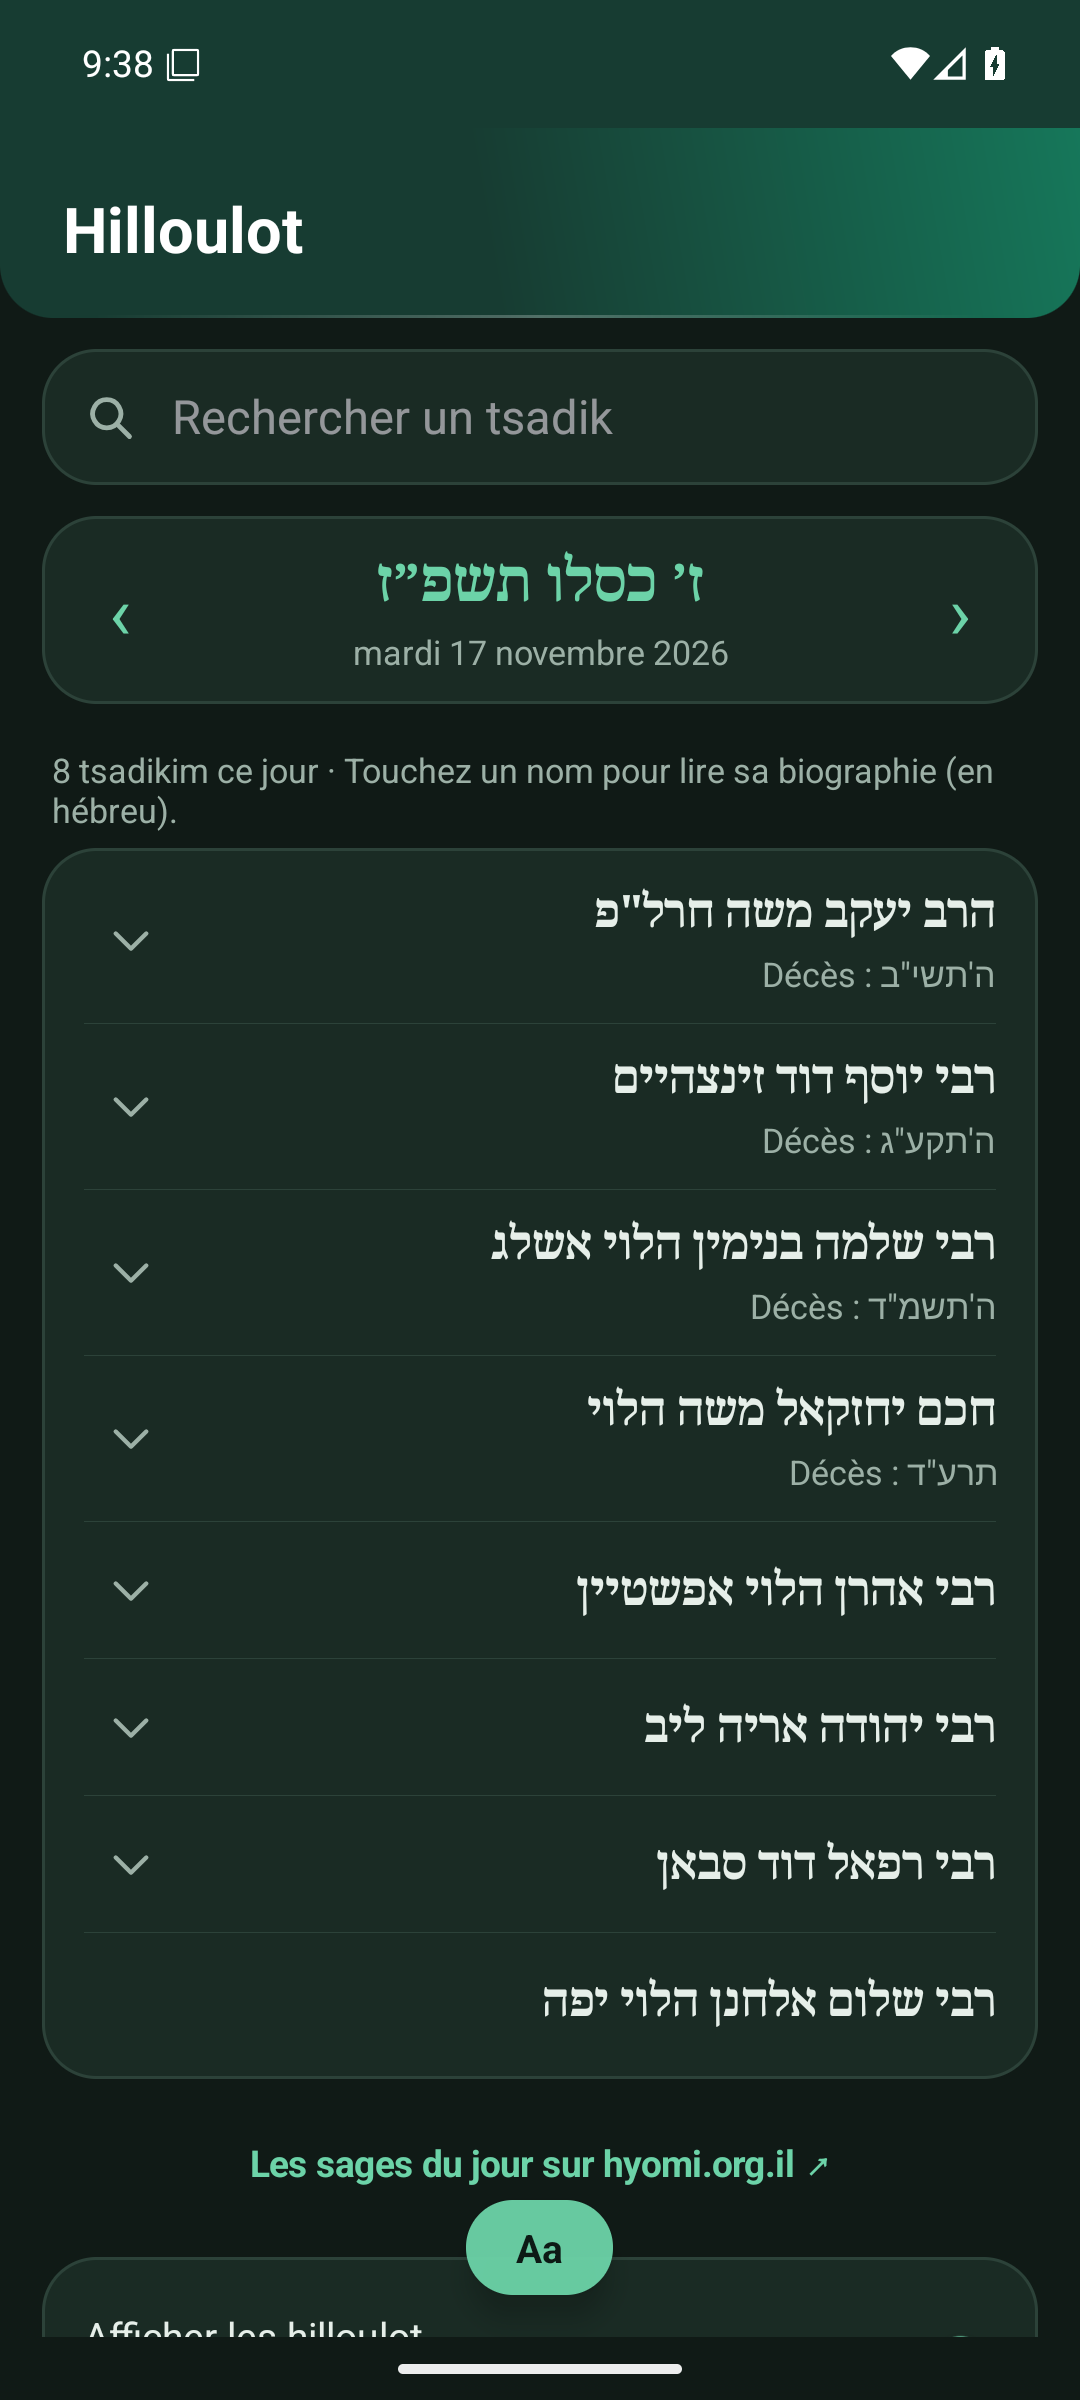 9:38
Hilloulot
Rechercher un tsadik
ז׳ כסלו תשפ״ז
mardi 17 novembre 2026
8 tsadikim ce jour · Touchez un nom pour lire sa biographie (en
hébreu).
הרב יעקב משה חרל"פ
Décès : ה'תשי"ב
רבי יוסף דוד זינצהיים
Décès : ה'תקע"ג
רבי שלמה בנימין הלוי אשלג
Décès : ה'תשמ"ד
חכם יחזקאל משה הלוי
Décès : תרע"ד
רבי אהרן הלוי אפשטיין
רבי יהודה אריה ליב
רבי רפאל דוד סבאן
רבי שלום אלחנן הלוי יפה
Les sages du jour sur hyomi.org.il ↗
Aa
Afficher les hilloulot